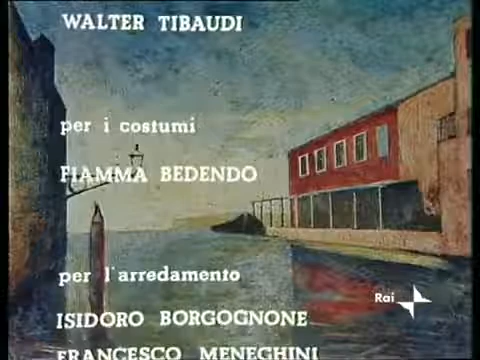 WALTER TIBAUDI
per i costumi
FIAMMA BEDENDO
per l'arredamento
Rai
ISIDORO BORGOGNONE
FRANCESCO MENEGHINI